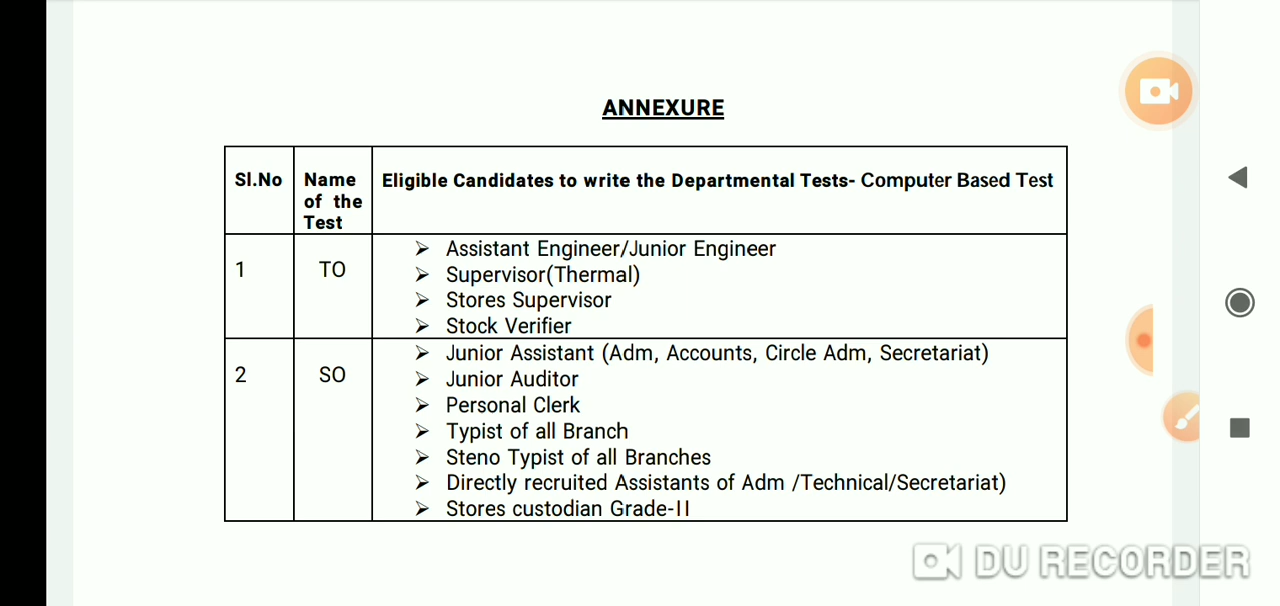 ANNEXURE
Sl.No
Name
of the
Test
Eligible Candidates to write the Departmental Tests- Computer Based Test
1
TO
➢ Assistant Engineer/Junior Engineer
➢ Supervisor(Thermal)
➢ Stores Supervisor
➢ Stock Verifier
2
SO
➢ Junior Assistant (Adm, Accounts, Circle Adm, Secretariat)
➢ Junior Auditor
➢ Personal Clerk
➢ Typist of all Branch
➢ Steno Typist of all Branches
➢ Directly recruited Assistants of Adm /Technical/Secretariat)
➢ Stores custodian Grade-II
DU RECORDER